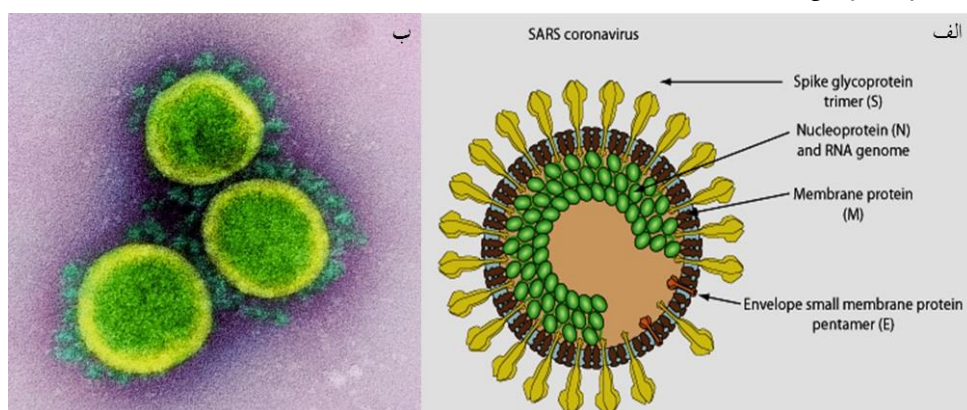 ب
الف
SARS coronavirus
Spike glycoprotein
trimer (S)
Nucleoprotein (N)
and RNA genome
Membrane protein
(M)
Envelope small membrane protein
pentamer (E)